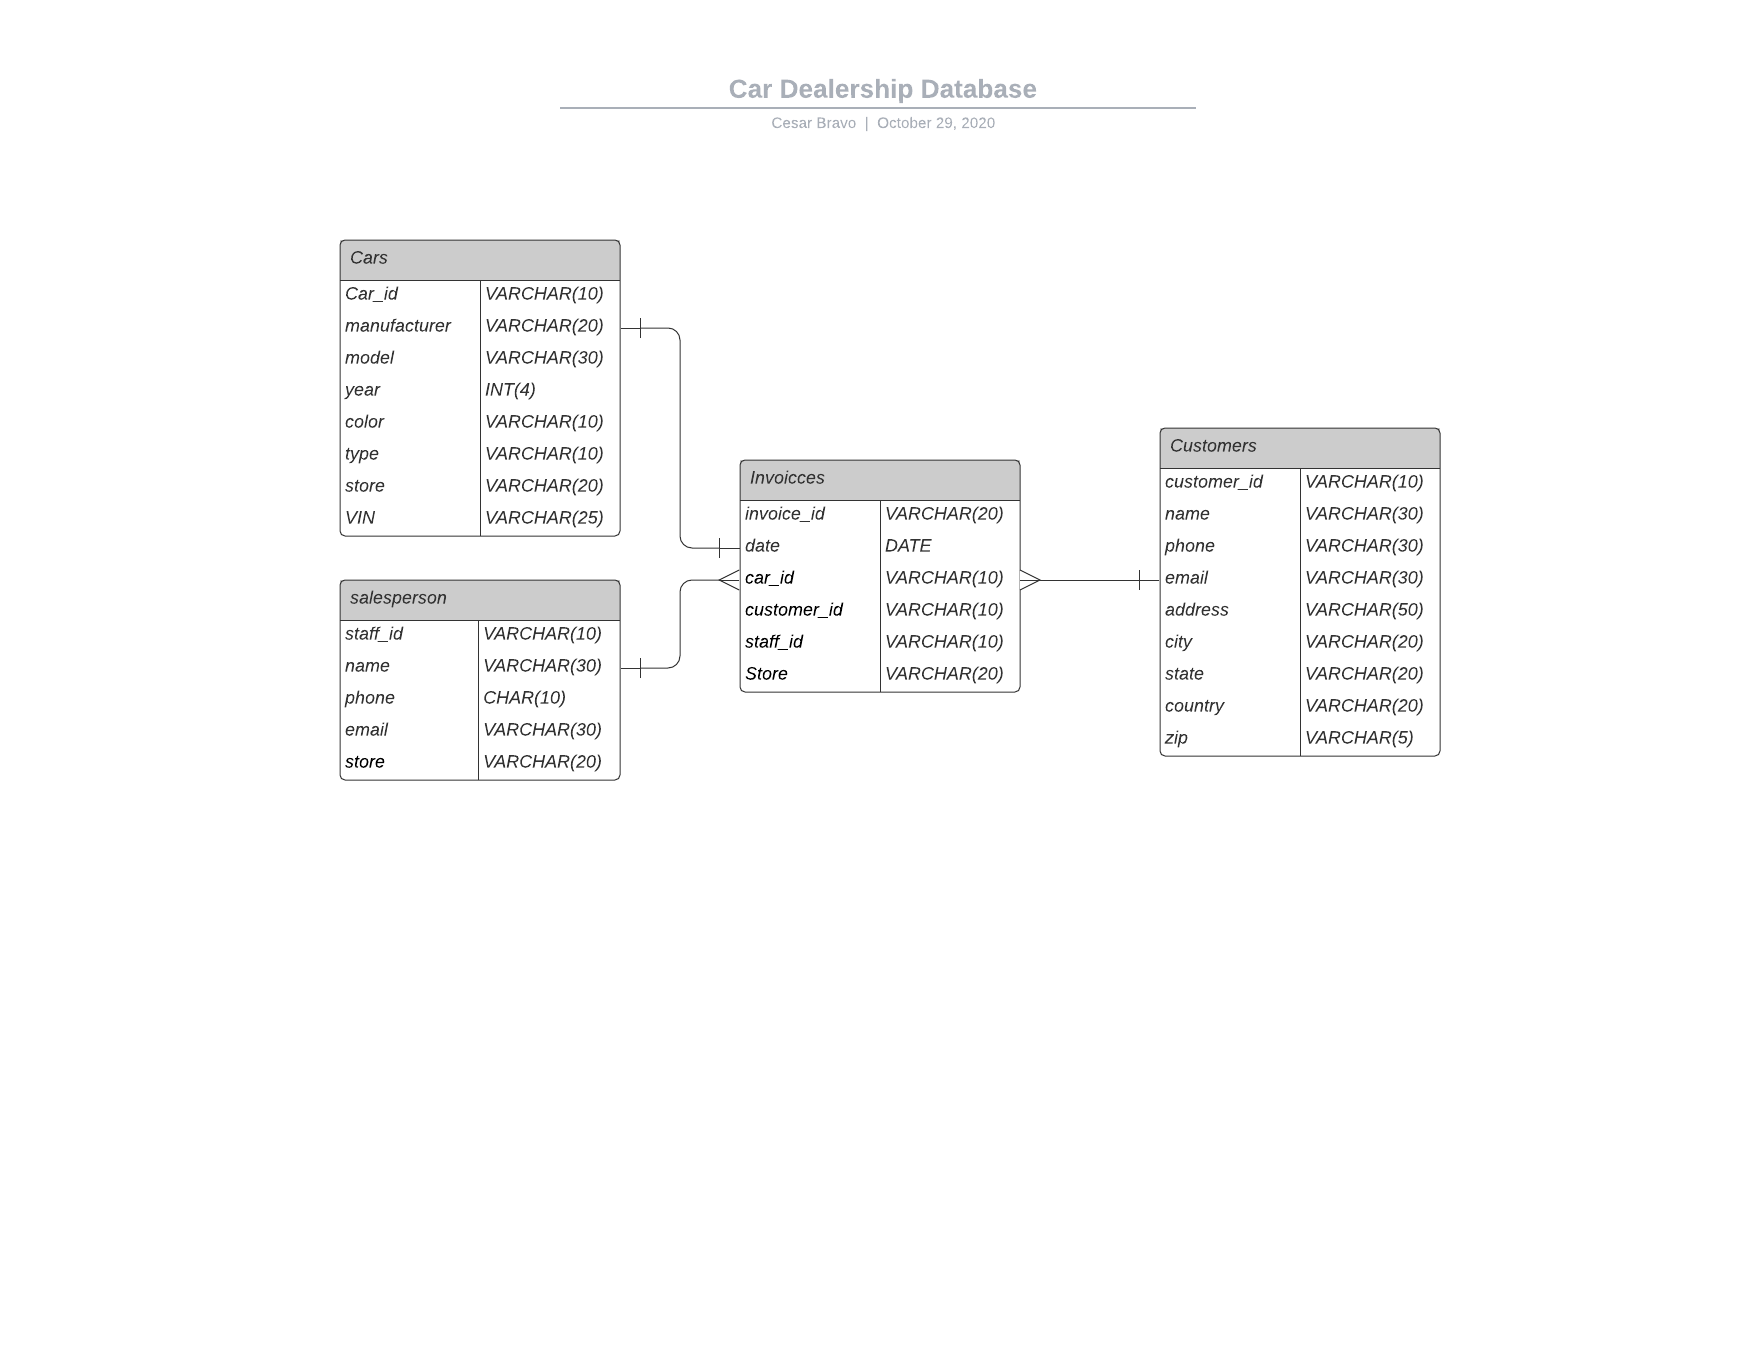 Car Dealership Database
Cesar Bravo | October 29, 2020
Cars
Car_id VARCHAR(10)
manufacturer VARCHAR(20)
model VARCHAR(30)
year INT(4)
color VARCHAR(10)
type VARCHAR(10)
store VARCHAR(20)
VIN VARCHAR(25)
salesperson
staff_id VARCHAR(10)
name VARCHAR(30)
phone CHAR(10)
email VARCHAR(30)
store VARCHAR(20)
Invoicces
invoice_id VARCHAR(20)
date DATE
car_id VARCHAR(10)
customer_id VARCHAR(10)
staff_id VARCHAR(10)
Store VARCHAR(20)
Customers
customer_id VARCHAR(10)
name VARCHAR(30)
phone VARCHAR(30)
email VARCHAR(30)
address VARCHAR(50)
city VARCHAR(20)
state VARCHAR(20)
country VARCHAR(20)
zip VARCHAR(5)